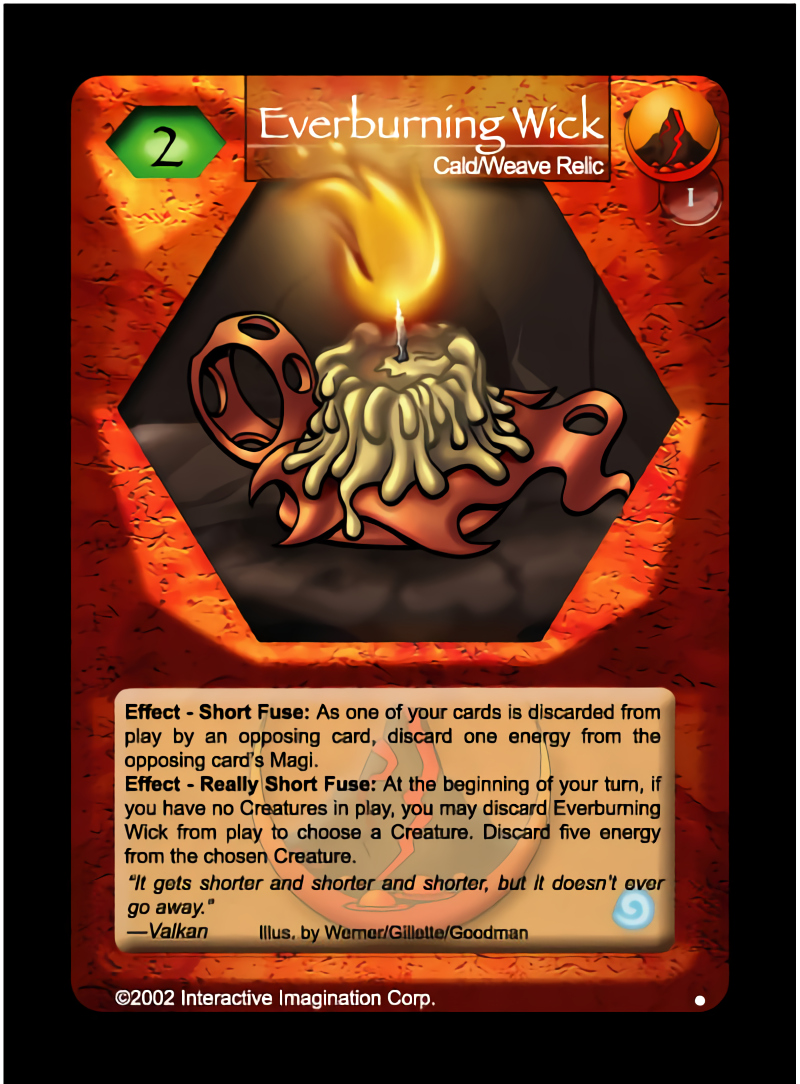 2
Everburning Wick
Cald/Weave Relic
I
Effect - Short Fuse: As one of your cards is discarded from
play by an opposing card, discard one energy from the
opposing card's Magi.
Effect - Really Short Fuse: At the beginning of your turn, if
you have no Creatures in play, you may discard Everburning
Wick from play to choose a Creature. Discard five energy
from the chosen Creature.
"It gets shorter and shorter and shorter, but it doesn't ever
go away."
—Valkan Illus. by Werner/Gillette/Goodman
©2002 Interactive Imagination Corp.